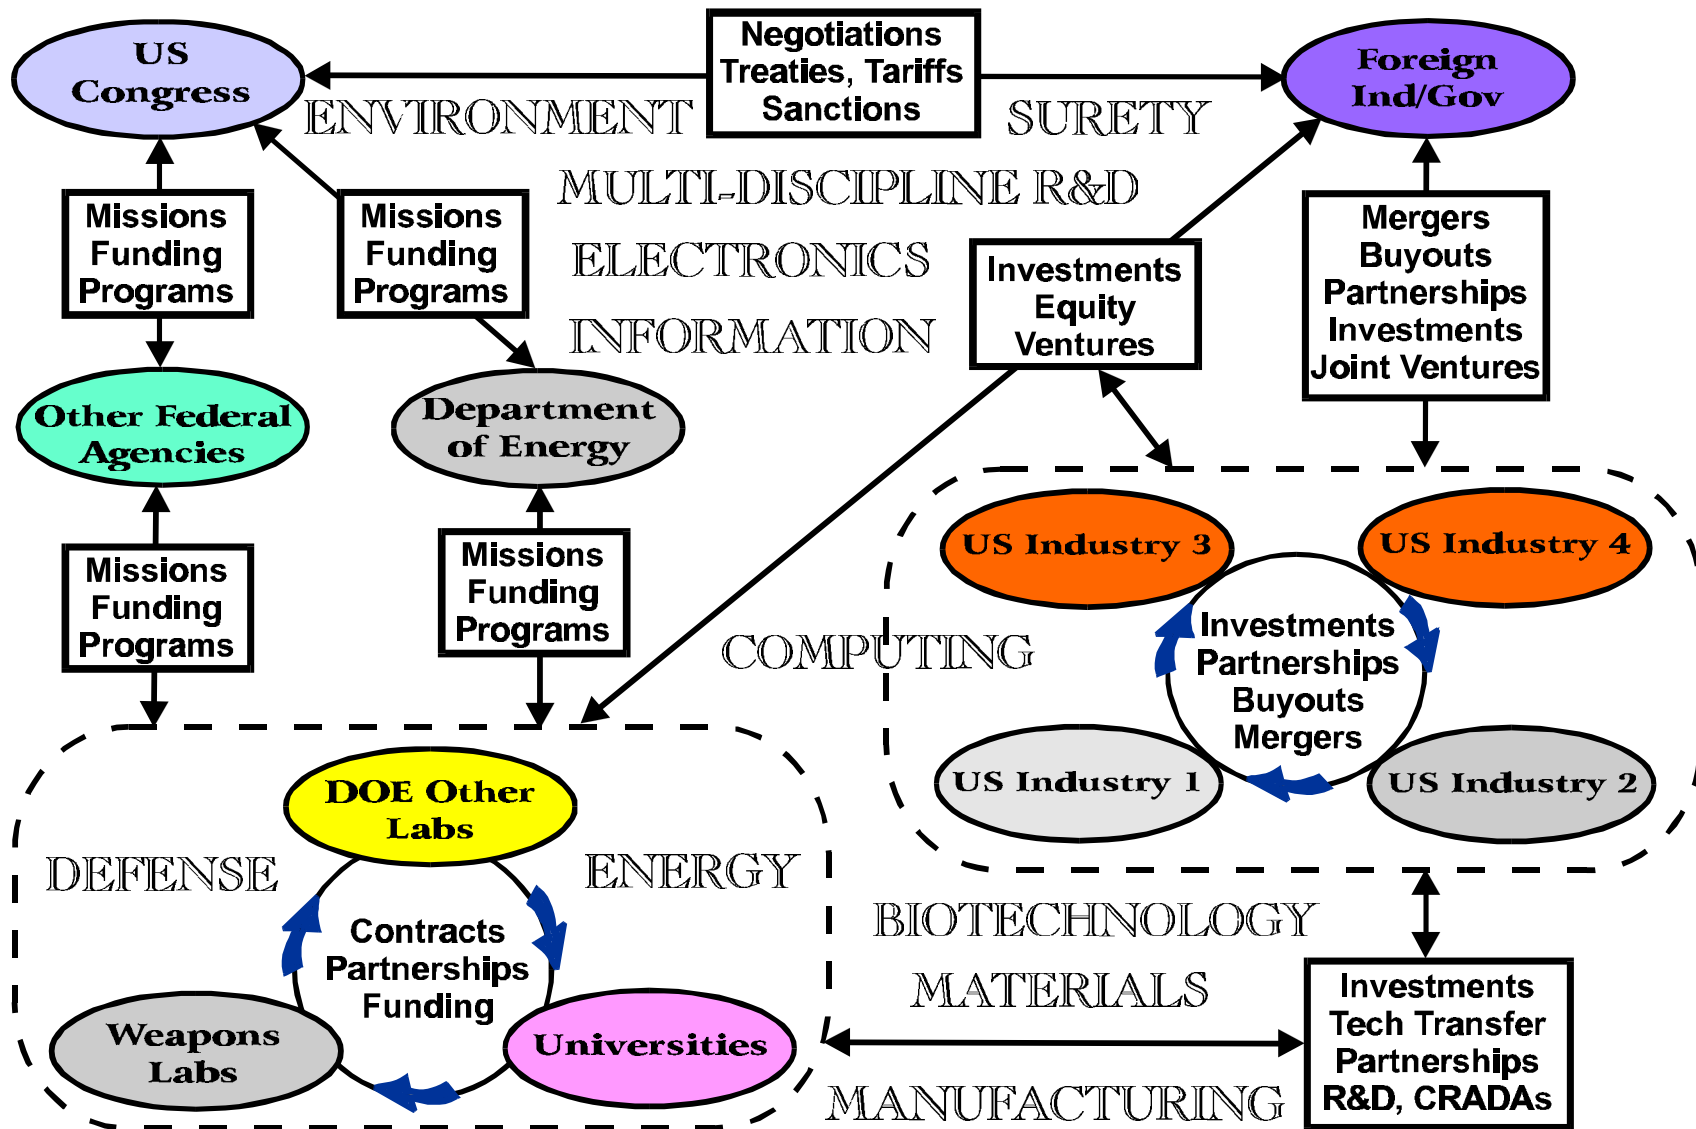 US
Congress
Negotiations
Treaties, Tariffs
Sanctions
Foreign
Ind/Gov
ENVIRONMENT
SURETY
MULTI-DISCIPLINE R&D
ELECTRONICS
INFORMATION
Missions
Funding
Programs
Missions
Funding
Programs
Investments
Equity
Ventures
Mergers
Buyouts
Partnerships
Investments
Joint Ventures
Other Federal
Agencies
Department
of Energy
Missions
Funding
Programs
Missions
Funding
Programs
COMPUTING
US Industry 3
US Industry 4
Investments
Partnerships
Buyouts
Mergers
US Industry 1
US Industry 2
DOE Other
Labs
DEFENSE
ENERGY
Contracts
Partnerships
Funding
Weapons
Labs
Universities
BIOTECHNOLOGY
MATERIALS
MANUFACTURING
Investments
Tech Transfer
Partnerships
R&D, CRADAs